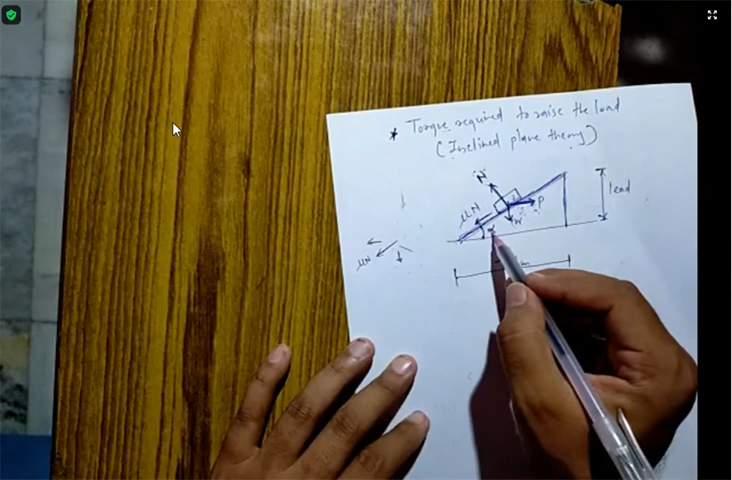 * Torque required to raise the load
(Inclined plane theory)
N
μN
P
W
α
lead
μN